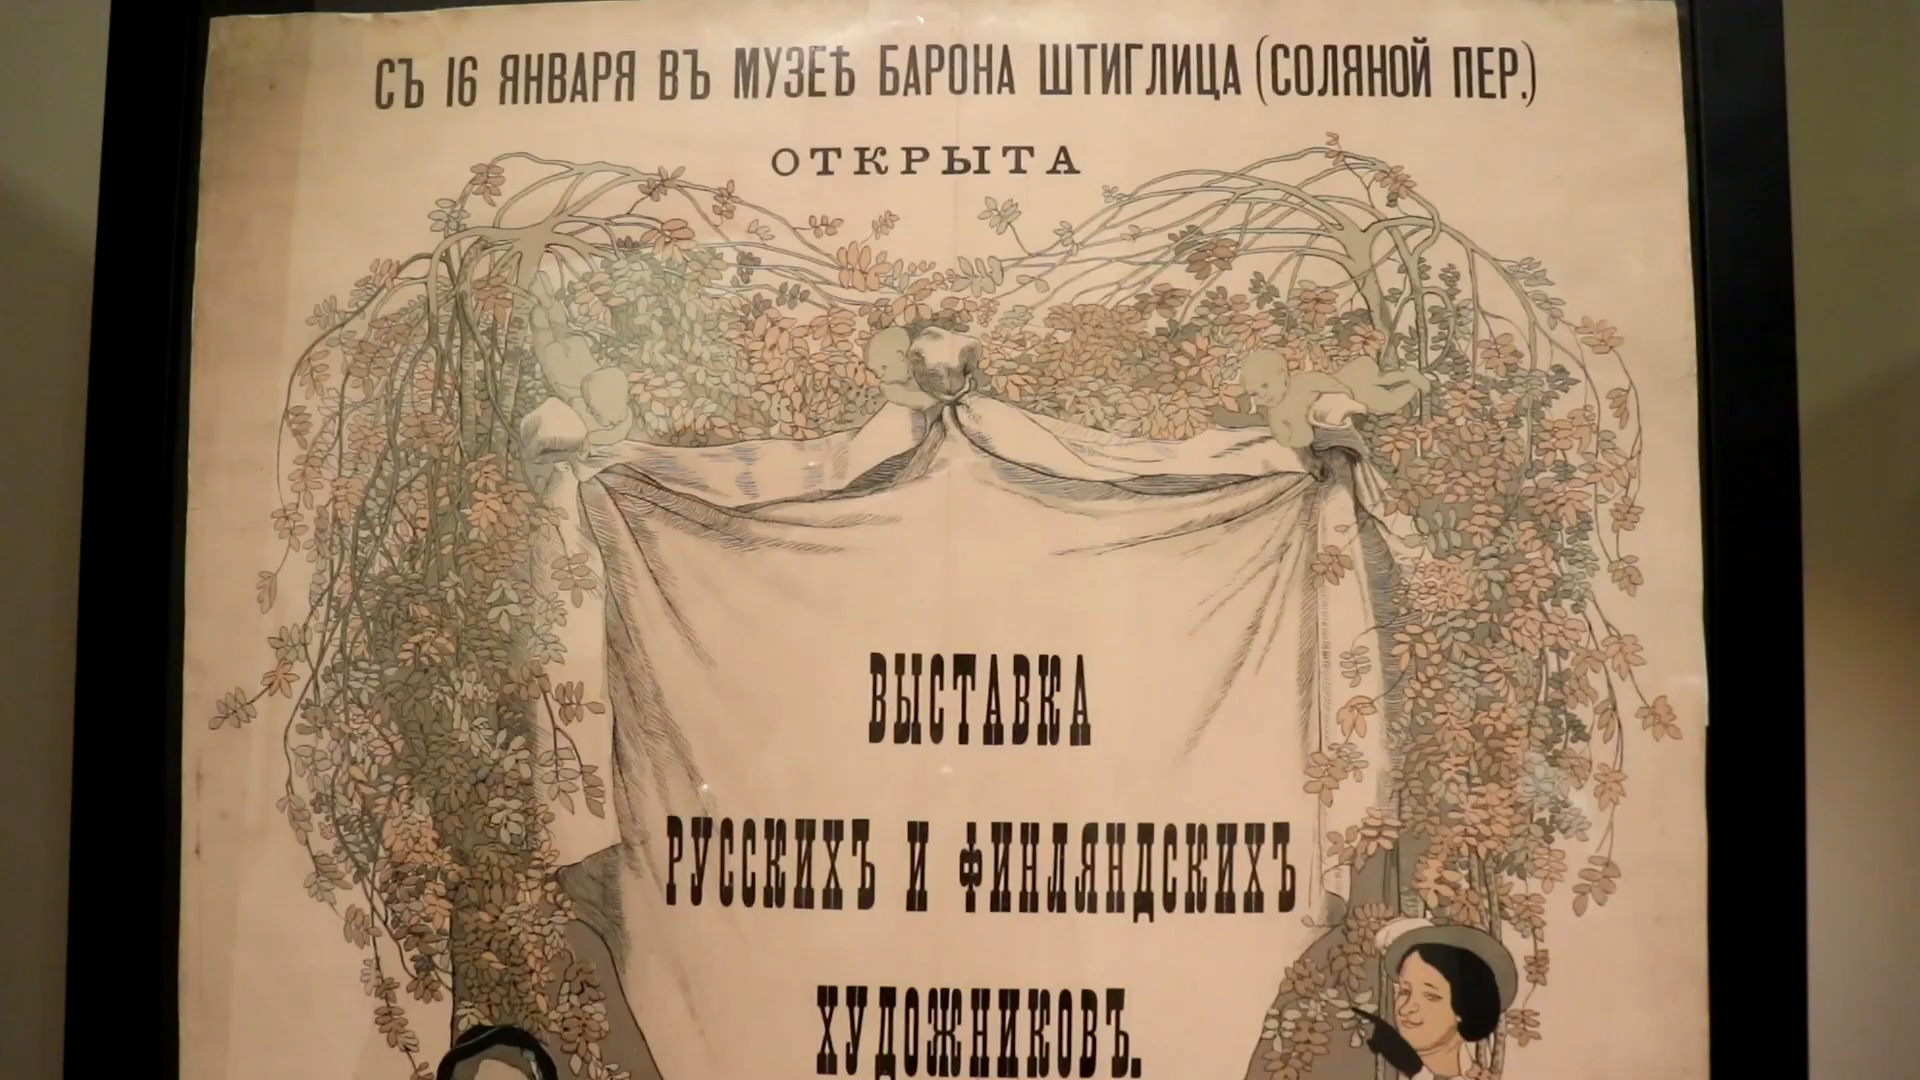 СЪ 16 ЯНВАРЯ ВЪ МУЗЕѢ БАРОНА ШТИГЛИЦА (СОЛЯНОЙ ПЕР.)
ОТКРЫТА
ВЫСТАВКА
РУССКИХЪ И ФИНЛЯНДСКИХЪ
ХУДОЖНИКОВЪ.